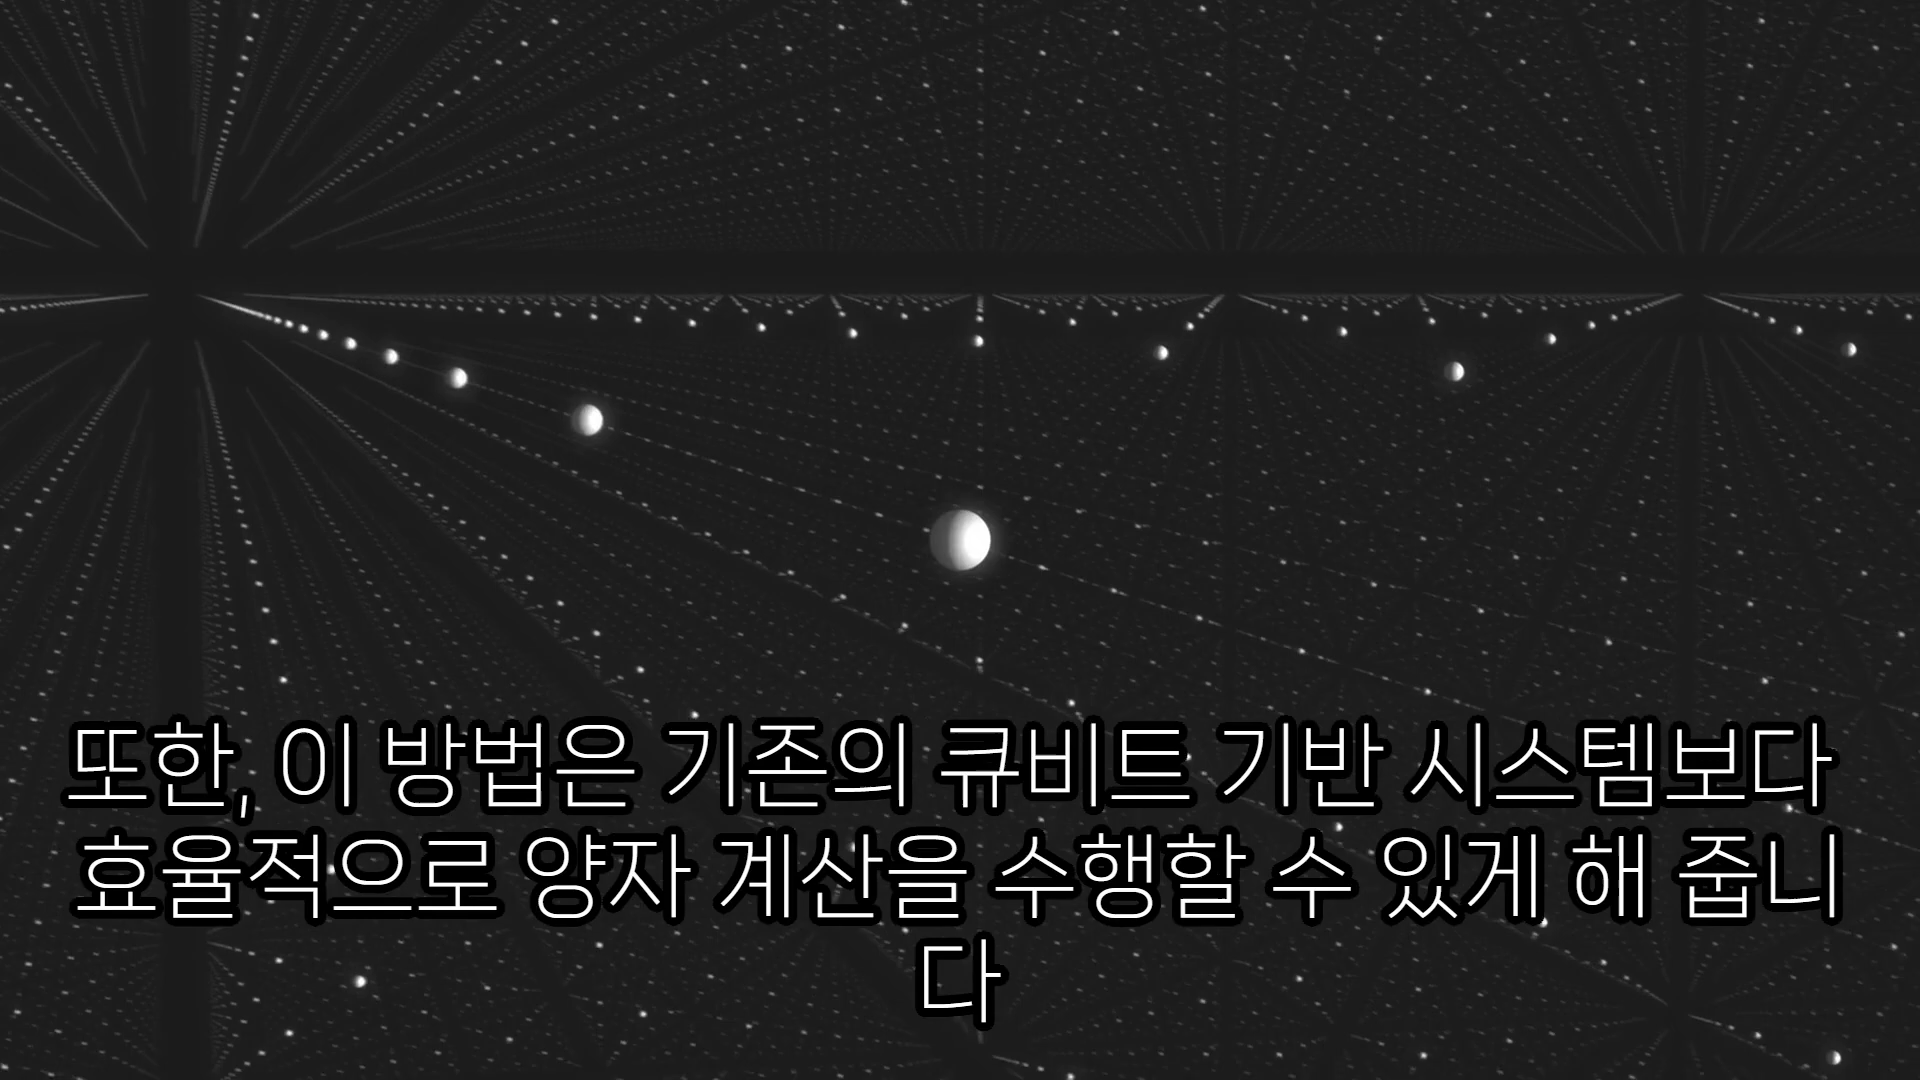 또한, 이 방법은 기존의 큐비트 기반 시스템보다
효율적으로 양자 계산을 수행할 수 있게 해 줍니
다